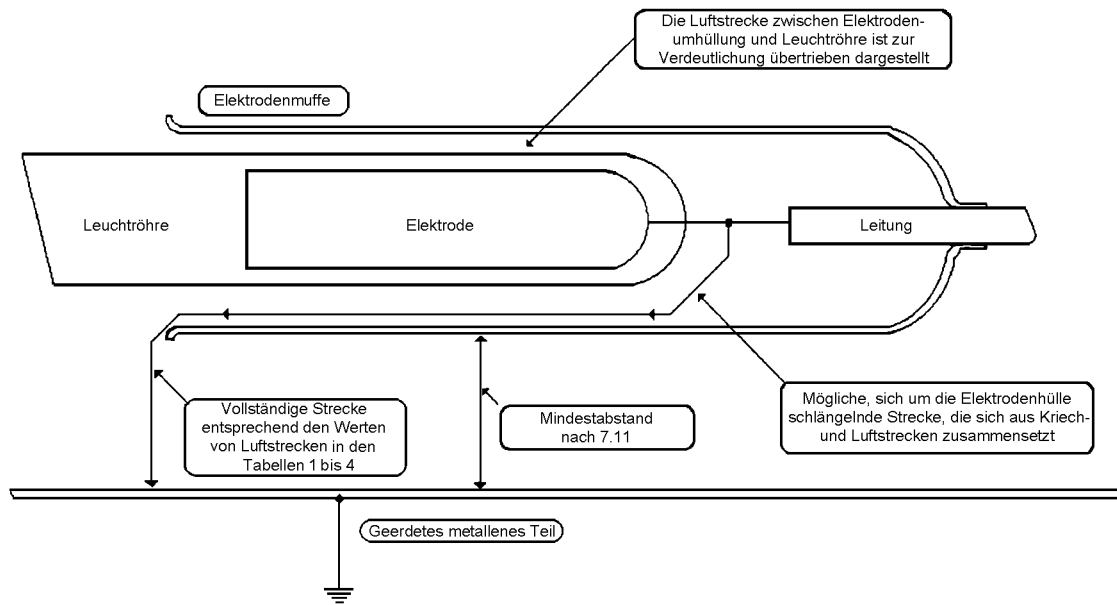 Die Luftstrecke zwischen Elektroden-
umhüllung und Leuchtröhre ist zur
Verdeutlichung übertrieben dargestellt
Elektrodenmuffe
Leuchtröhre
Elektrode
Leitung
Vollständige Strecke
entsprechend den Werten
von Luftstrecken in den
Tabellen 1 bis 4
Mindestabstand
nach 7.11
Mögliche, sich um die Elektrodenhülle
schlängelnde Strecke, die sich aus Kriech-
und Luftstrecken zusammensetzt
Geerdetes metallenes Teil